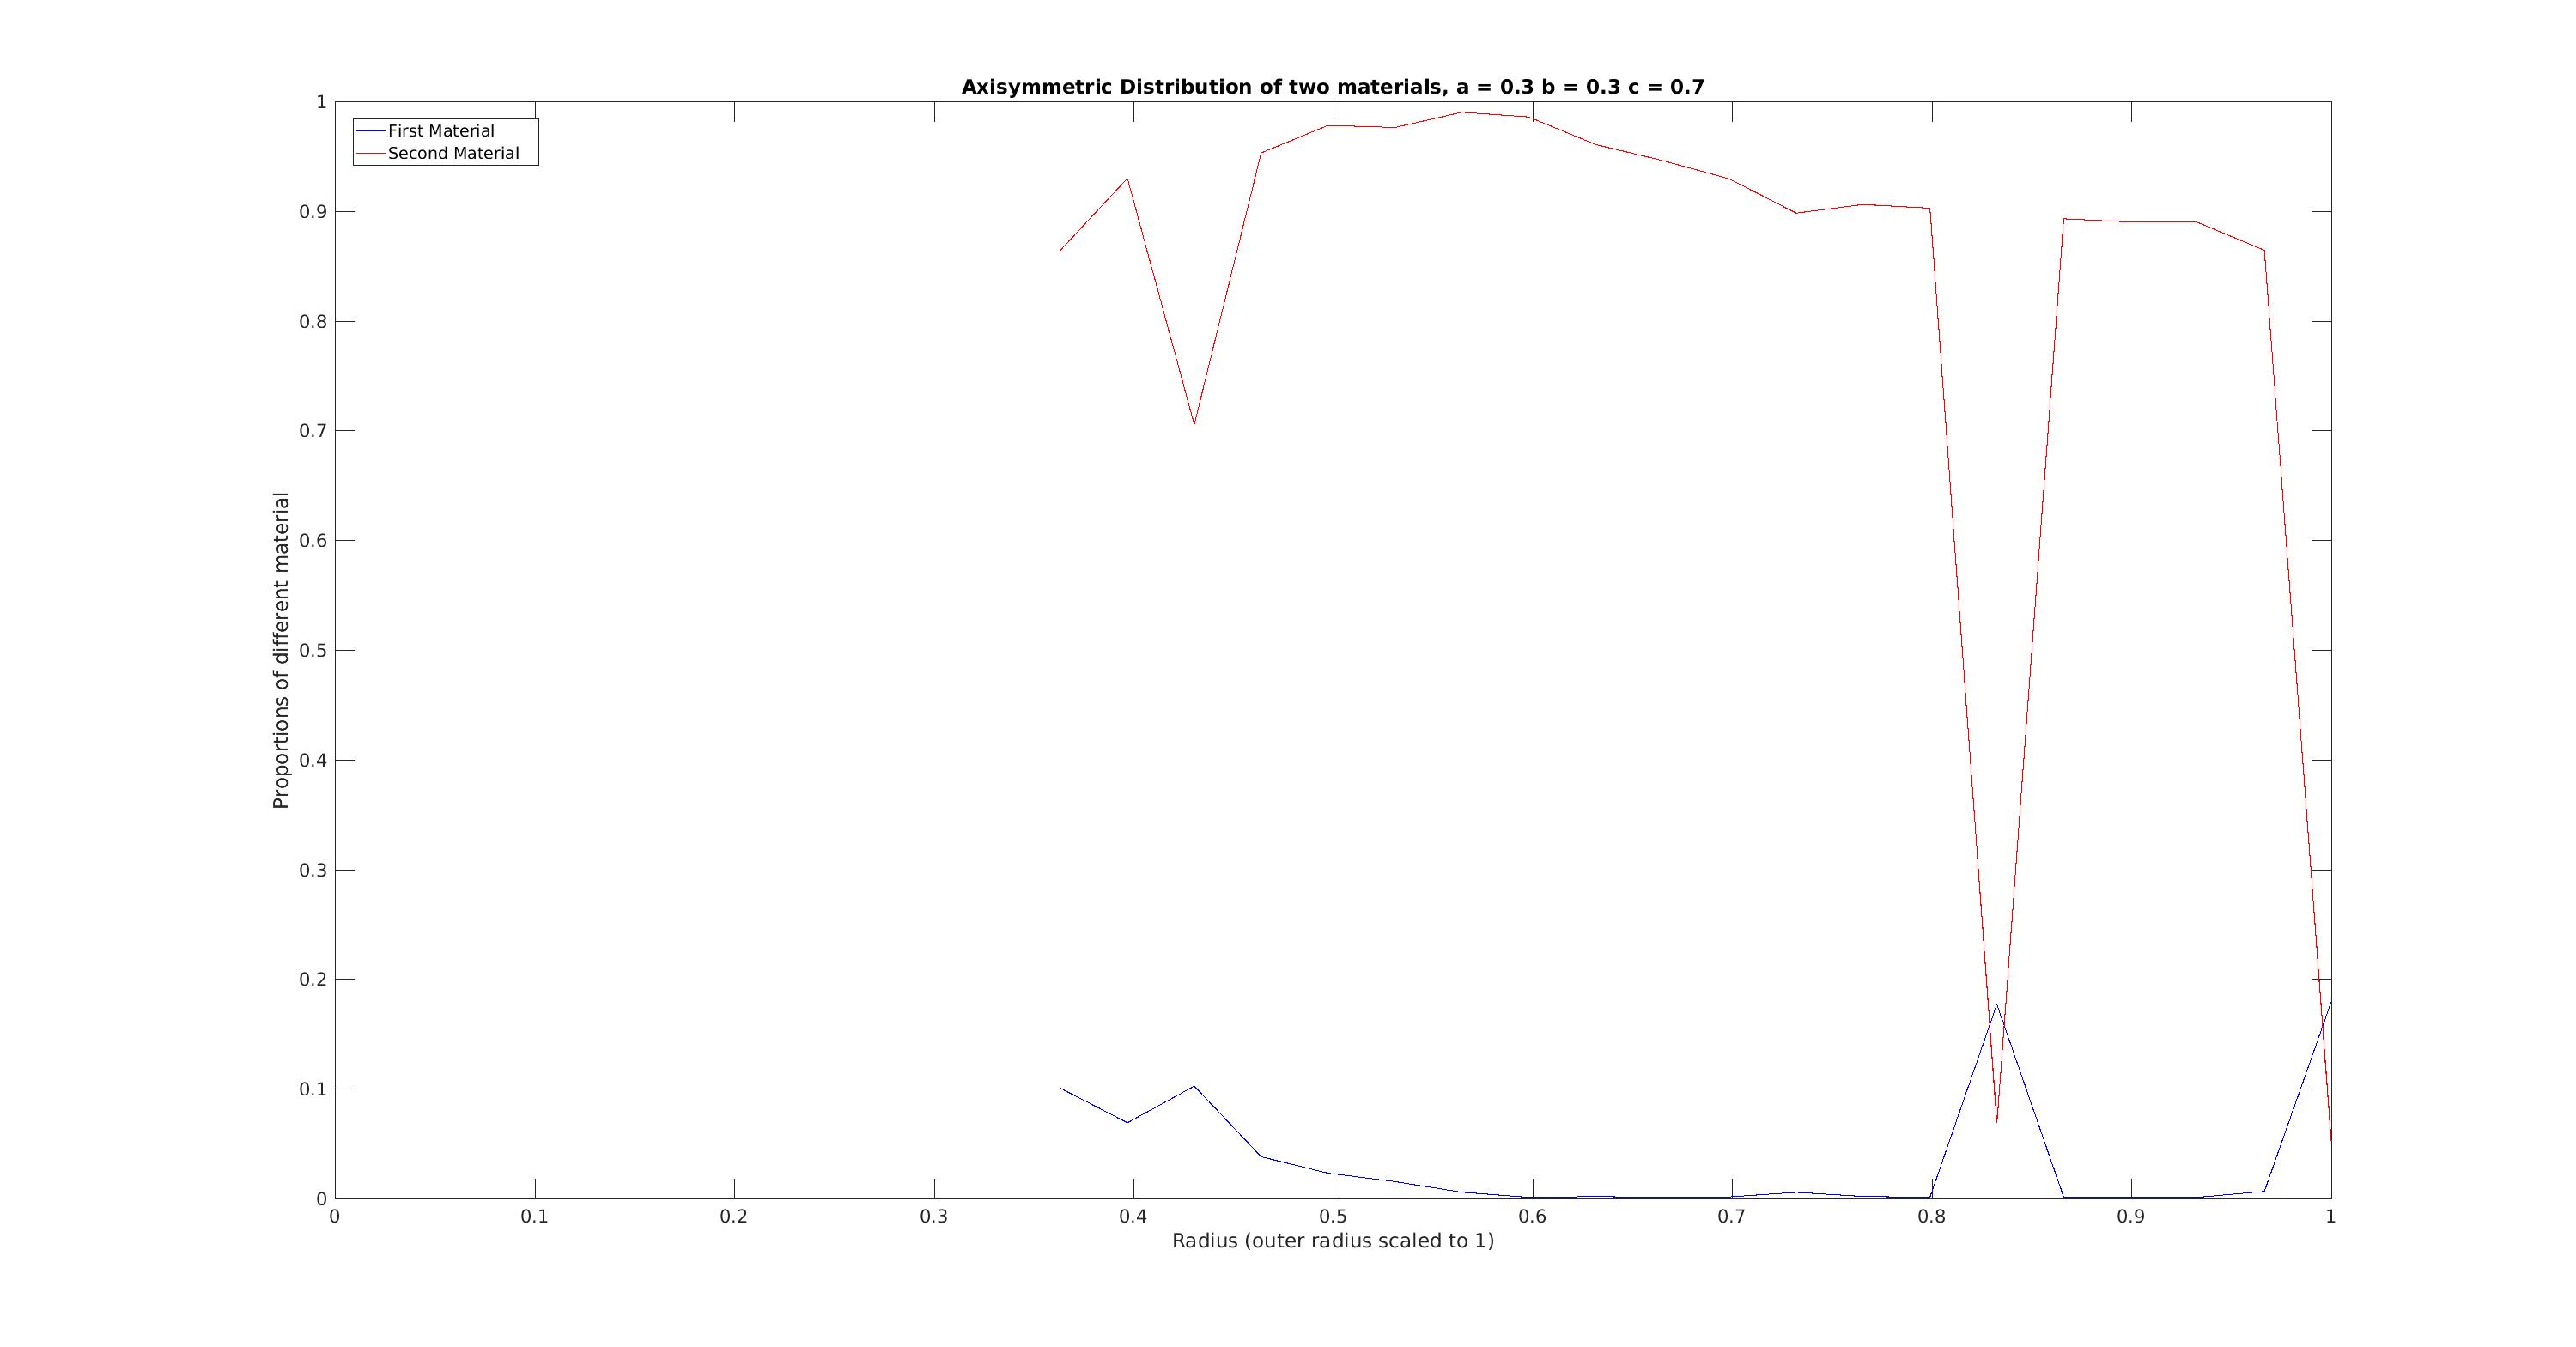 Axisymmetric Distribution of two materials, a = 0.3 b = 0.3 c = 0.7
First Material
Second Material
Proportions of different material
1
0.9
0.8
0.7
0.6
0.5
0.4
0.3
0.2
0.1
0
0 0.1 0.2 0.3 0.4 0.5 0.6 0.7 0.8 0.9 1
Radius (outer radius scaled to 1)